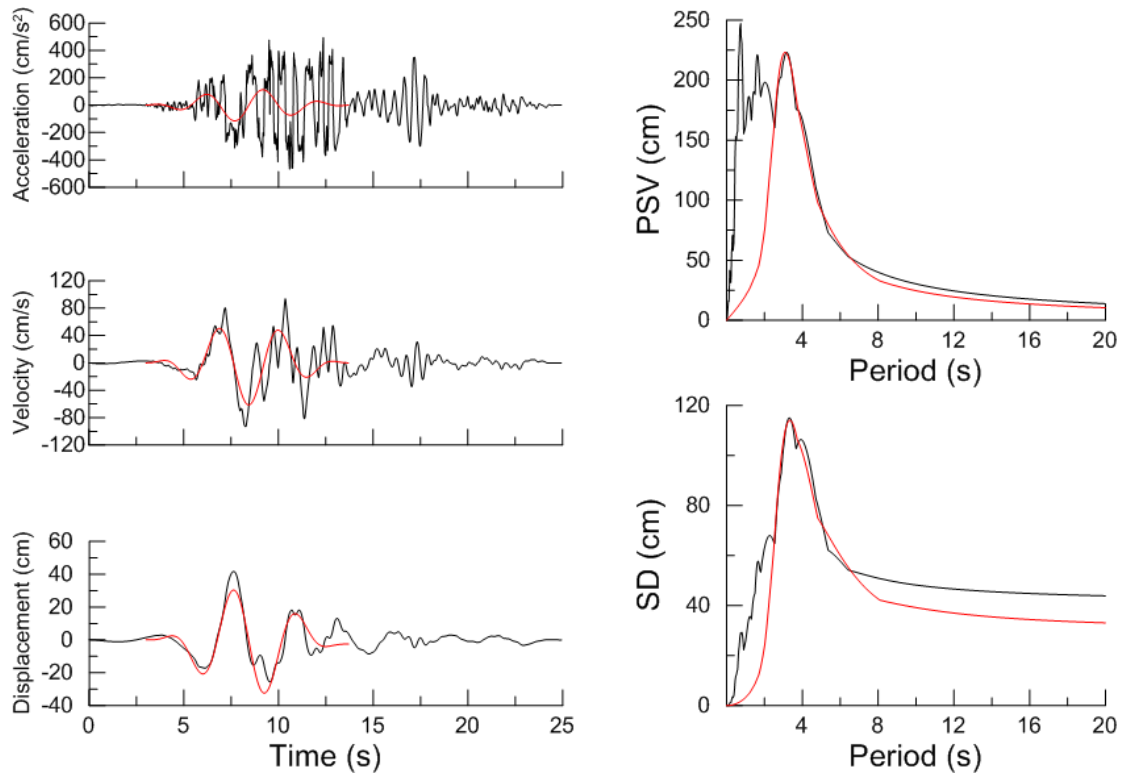 Acceleration (cm/s²)
600
400
200
0
-200
-400
-600
Velocity (cm/s)
120
80
40
0
-40
-80
-120
Displacement (cm)
60
40
20
0
-20
-40
0 5 10 15 20 25
Time (s)
PSV (cm)
250
200
150
100
50
0
4 8 12 16 20
Period (s)
SD (cm)
120
80
40
0
4 8 12 16 20
Period (s)